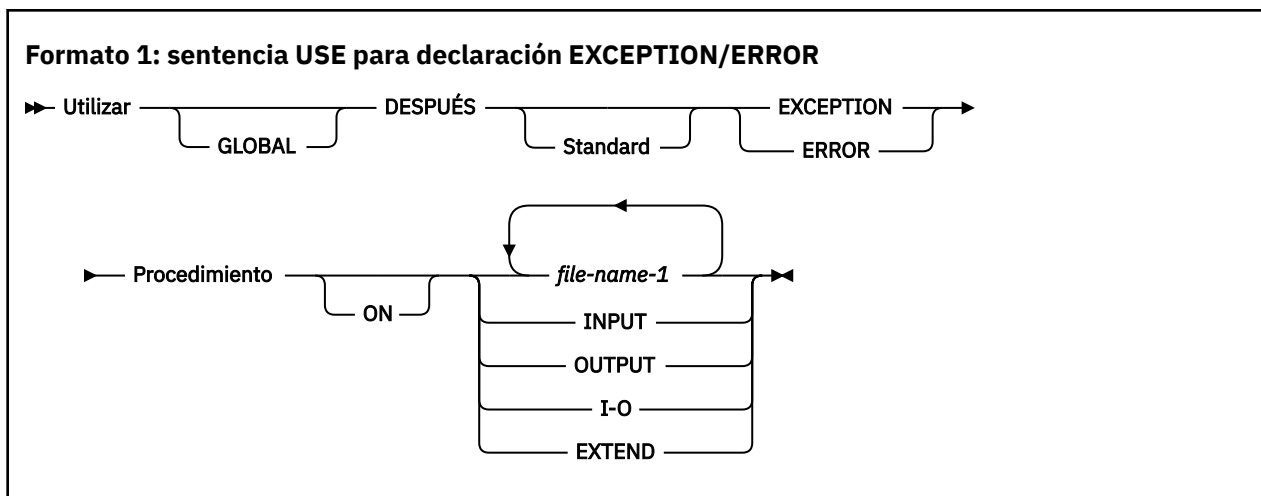 Formato 1: sentencia USE para declaración EXCEPTION/ERROR
Utilizar DESPUÉS EXCEPTION
GLOBAL Standard ERROR
Procedimiento file-name-1
ON
INPUT
OUTPUT
I-O
EXTEND